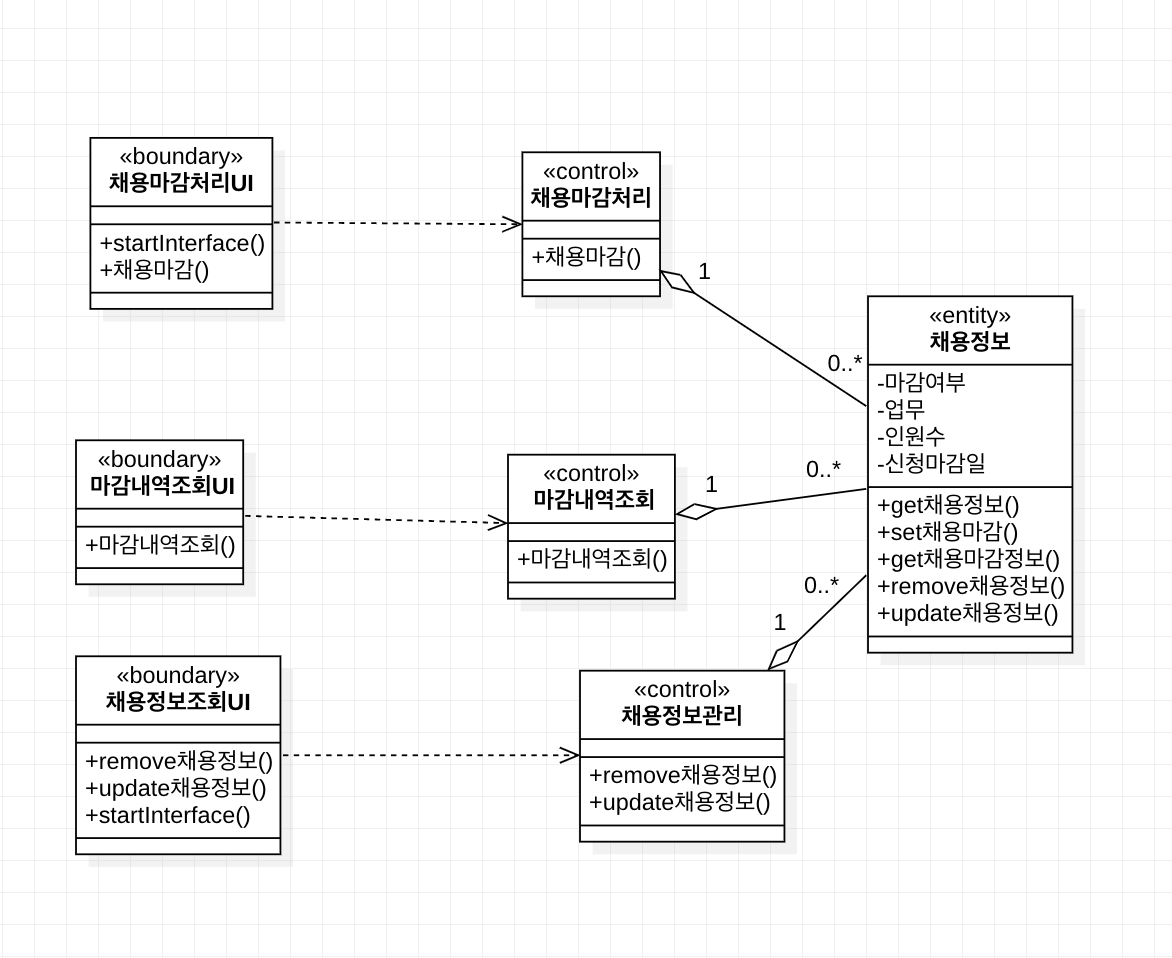 «boundary»
채용마감처리UI
+startInterface()
+채용마감()
«control»
채용마감처리
+채용마감()
1
0..*
«entity»
채용정보
-마감여부
-업무
-인원수
-신청마감일
+get채용정보()
+set채용마감()
+get채용마감정보()
+remove채용정보()
+update채용정보()
«boundary»
마감내역조회UI
+마감내역조회()
«control»
마감내역조회
+마감내역조회()
1
0..*
«boundary»
채용정보조회UI
+remove채용정보()
+update채용정보()
+startInterface()
«control»
채용정보관리
+remove채용정보()
+update채용정보()
1
0..*